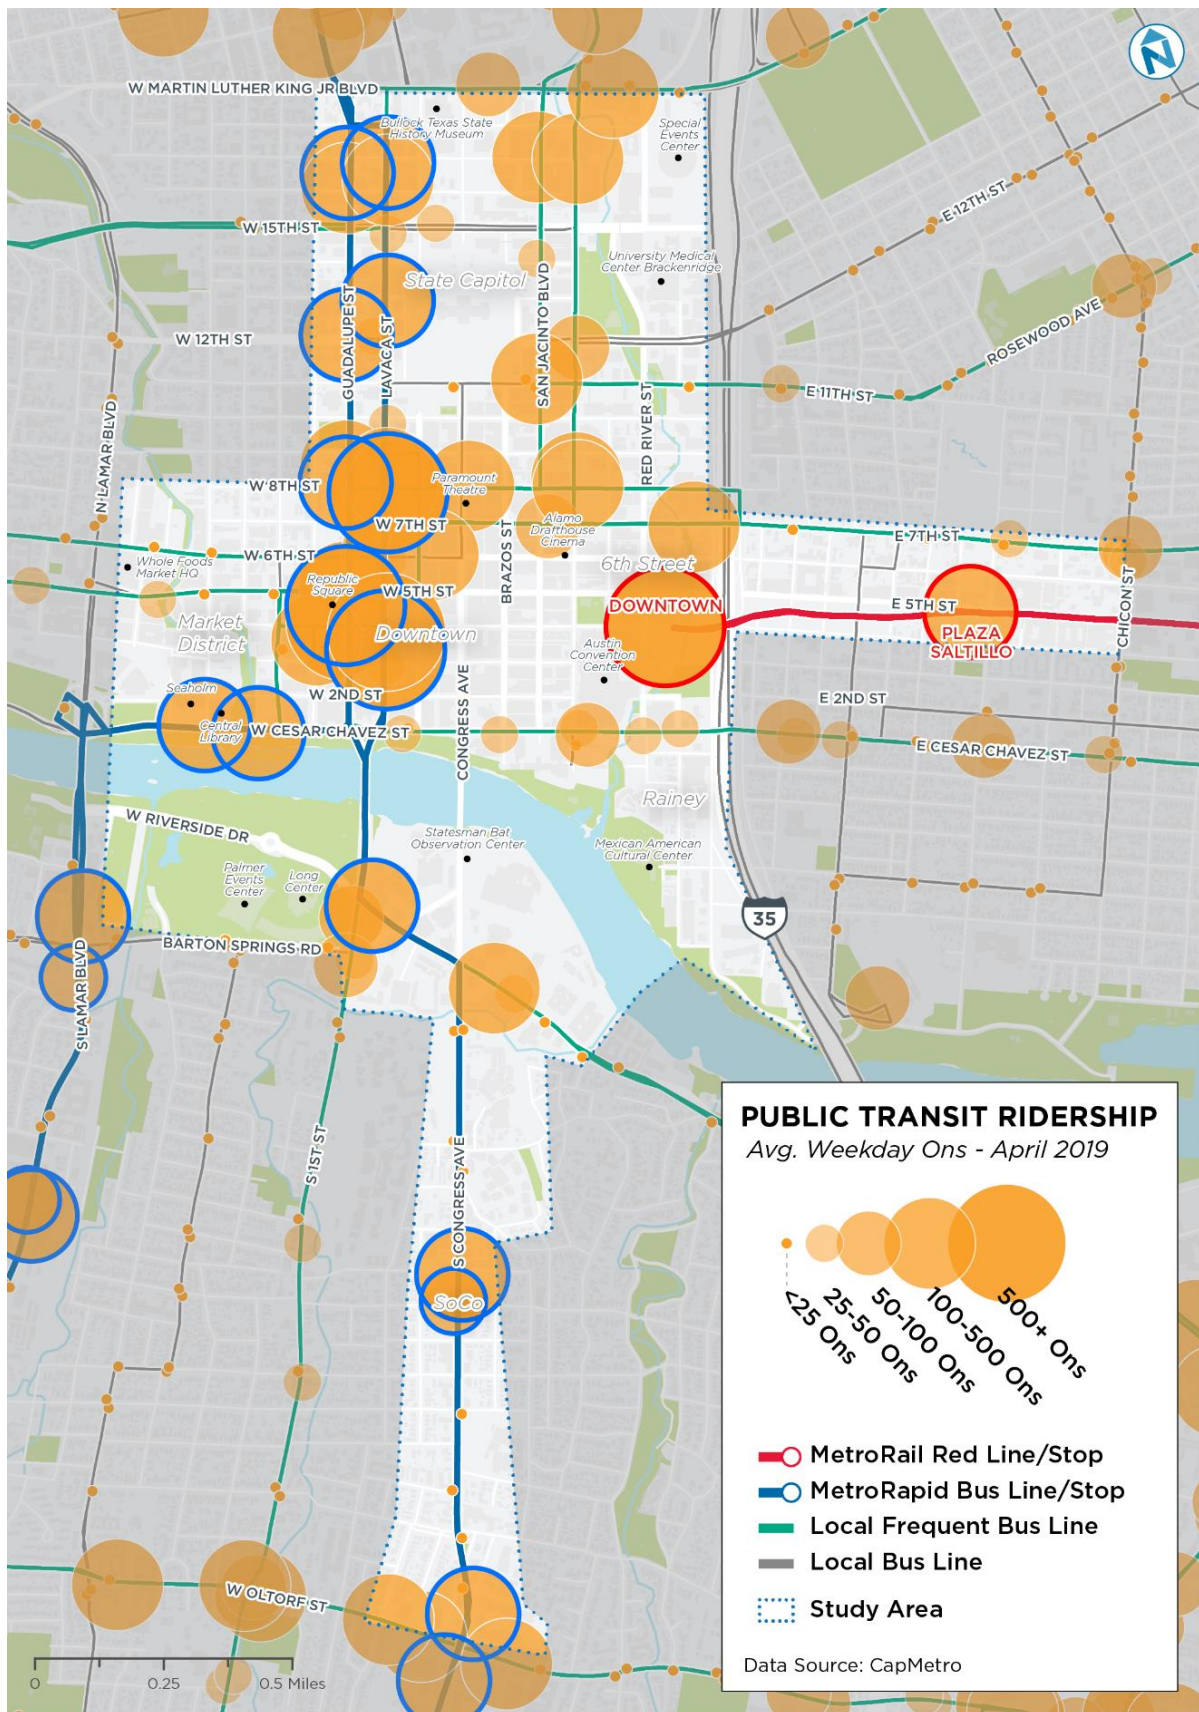 N
W MARTIN LUTHER KING JR BLVD
Bullock Texas State
History Museum
Special
Events
Center
E 12TH ST
W 15TH ST
University Medical
Center Brackenridge
State Capitol
SAN JACINTO BLVD
GUADALUPE ST
LAVACA ST
W 12TH ST
ROSEWOOD AVE
E 11TH ST
RED RIVER ST
N LAMAR BLVD
W 8TH ST
Paramount
Theatre
W 7TH ST
Alamo
Drafthouse
Cinema
BRAZOS ST
E 7TH ST
W 6TH ST
Whole Foods
Market HQ
6th Street
Republic
Square
W 5TH ST
DOWNTOWN
E 5TH ST
CHICON ST
Market
District
Downtown
PLAZA
SALTILLO
Austin
Convention
Center
Seaholm
W 2ND ST
E 2ND ST
CONGRESS AVE
Central
Library
W CESAR CHAVEZ ST
E CESAR CHAVEZ ST
Rainey
W RIVERSIDE DR
Statesman Bat
Observation Center
Mexican American
Cultural Center
Palmer
Events
Center
Long
Center
35
BARTON SPRINGS RD
S LAMAR BLVD
S 1ST ST
S CONGRESS AVE
SoCo
W OLTORF ST
0 0.25 0.5 Miles
PUBLIC TRANSIT RIDERSHIP
Avg. Weekday Ons - April 2019
<25 Ons
25-50 Ons
50-100 Ons
100-500 Ons
500+ Ons
MetroRail Red Line/Stop
MetroRapid Bus Line/Stop
Local Frequent Bus Line
Local Bus Line
Study Area
Data Source: CapMetro